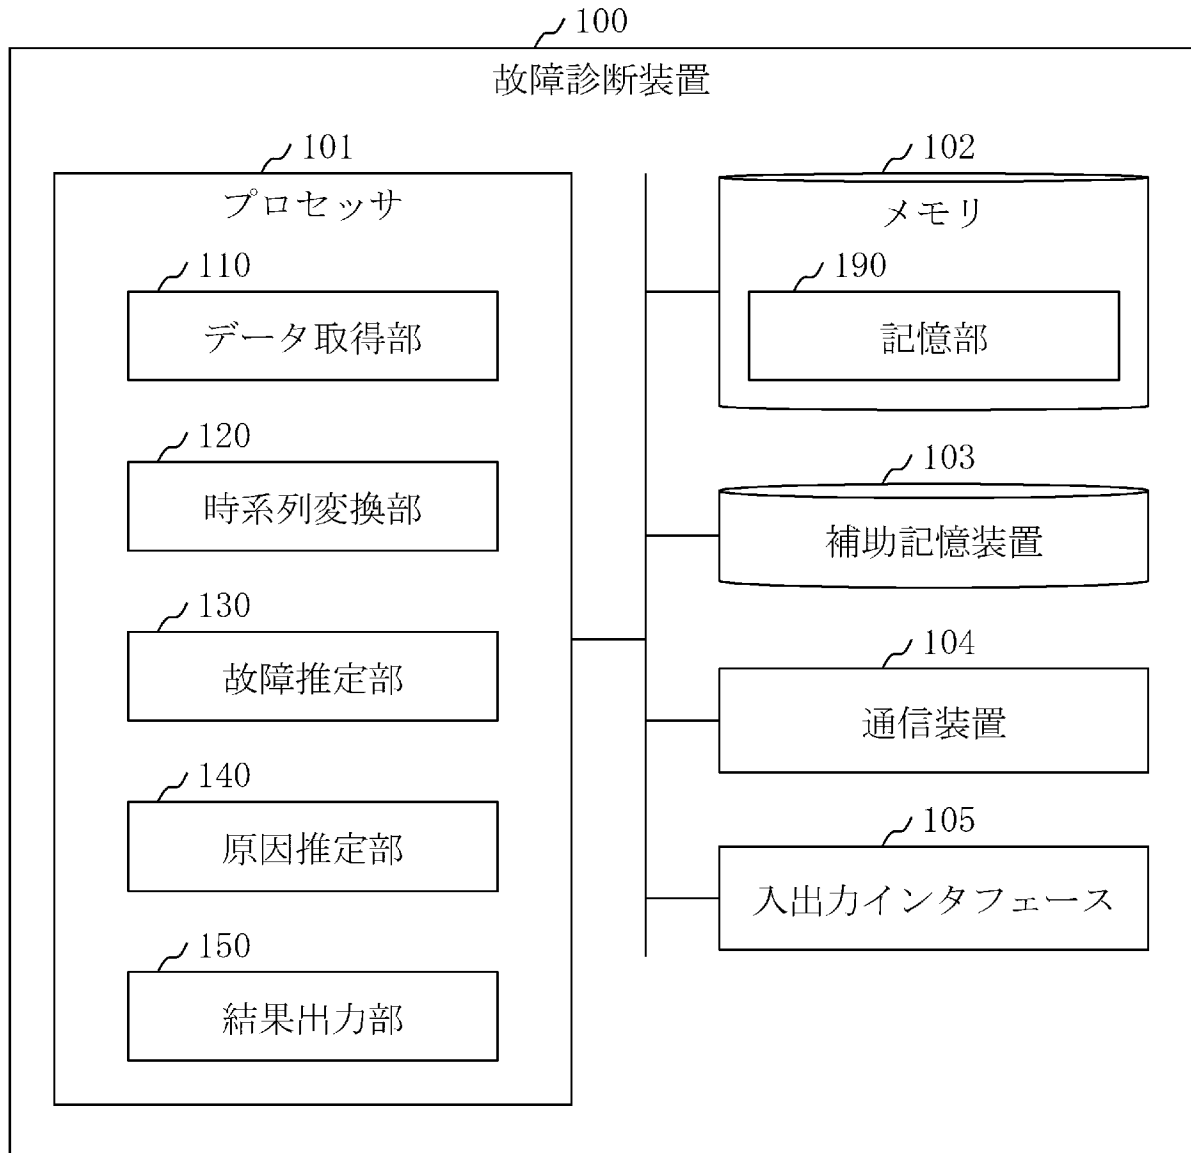 100
故障診断装置
101
プロセッサ
110
データ取得部
120
時系列変換部
130
故障推定部
140
原因推定部
150
結果出力部
102
メモリ
190
記憶部
103
補助記憶装置
104
通信装置
105
入出力インタフェース